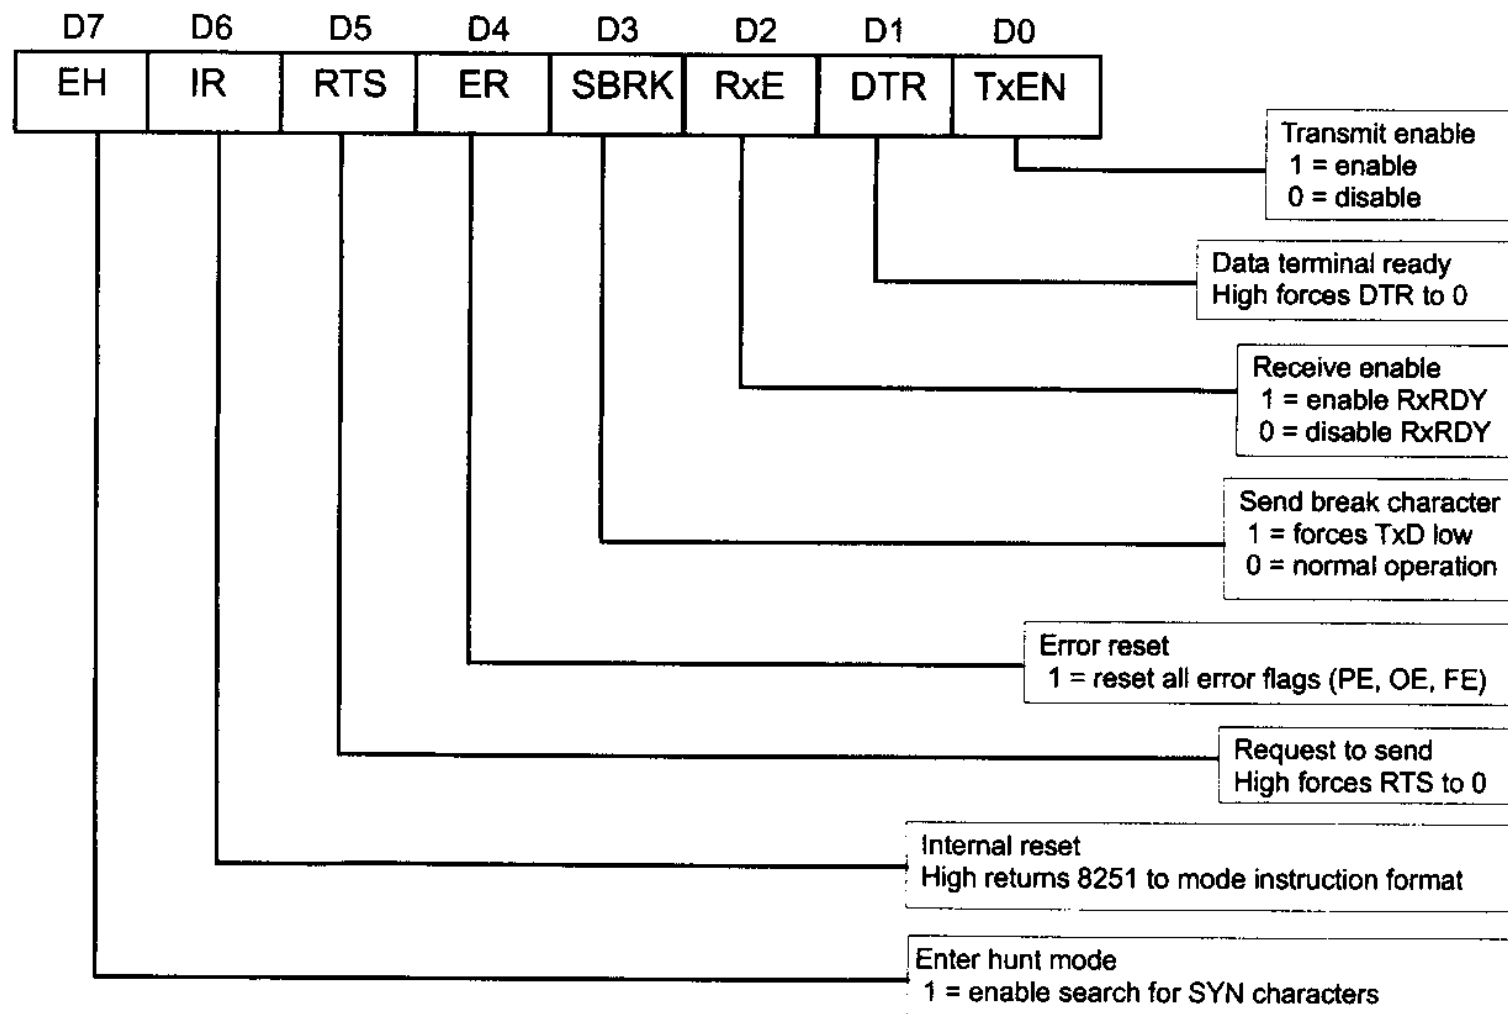 D7 D6 D5 D4 D3 D2 D1 D0
EH IR RTS ER SBRK RxE DTR TxEN
Transmit enable
1 = enable
0 = disable
Data terminal ready
High forces DTR to 0
Receive enable
1 = enable RxRDY
0 = disable RxRDY
Send break character
1 = forces TxD low
0 = normal operation
Error reset
1 = reset all error flags (PE, OE, FE)
Request to send
High forces RTS to 0
Internal reset
High returns 8251 to mode instruction format
Enter hunt mode
1 = enable search for SYN characters